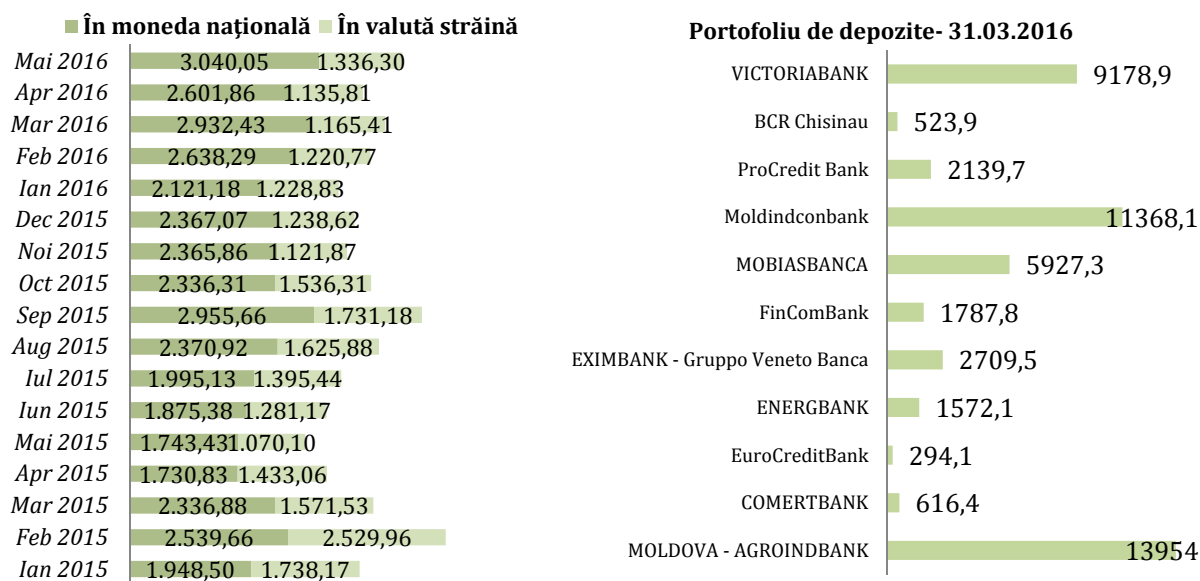 În moneda națională În valută străină
Mai 2016 3.040,05 1.336,30
Apr 2016 2.601,86 1.135,81
Mar 2016 2.932,43 1.165,41
Feb 2016 2.638,29 1.220,77
Ian 2016 2.121,18 1.228,83
Dec 2015 2.367,07 1.238,62
Noi 2015 2.365,86 1.121,87
Oct 2015 2.336,31 1.536,31
Sep 2015 2.955,66 1.731,18
Aug 2015 2.370,92 1.625,88
Iul 2015 1.995,13 1.395,44
Iun 2015 1.875,38 1.281,17
Mai 2015 1.743,43 1.070,10
Apr 2015 1.730,83 1.433,06
Mar 2015 2.336,88 1.571,53
Feb 2015 2.539,66 2.529,96
Ian 2015 1.948,50 1.738,17
Portofoliu de depozite- 31.03.2016
VICTORIABANK 9178,9
BCR Chisinau 523,9
ProCredit Bank 2139,7
Moldindconbank 11368,1
MOBIASBANCA 5927,3
FinComBank 1787,8
EXIMBANK - Gruppo Veneto Banca 2709,5
ENERGBANK 1572,1
EuroCreditBank 294,1
COMERTBANK 616,4
MOLDOVA - AGROINDBANK 13954